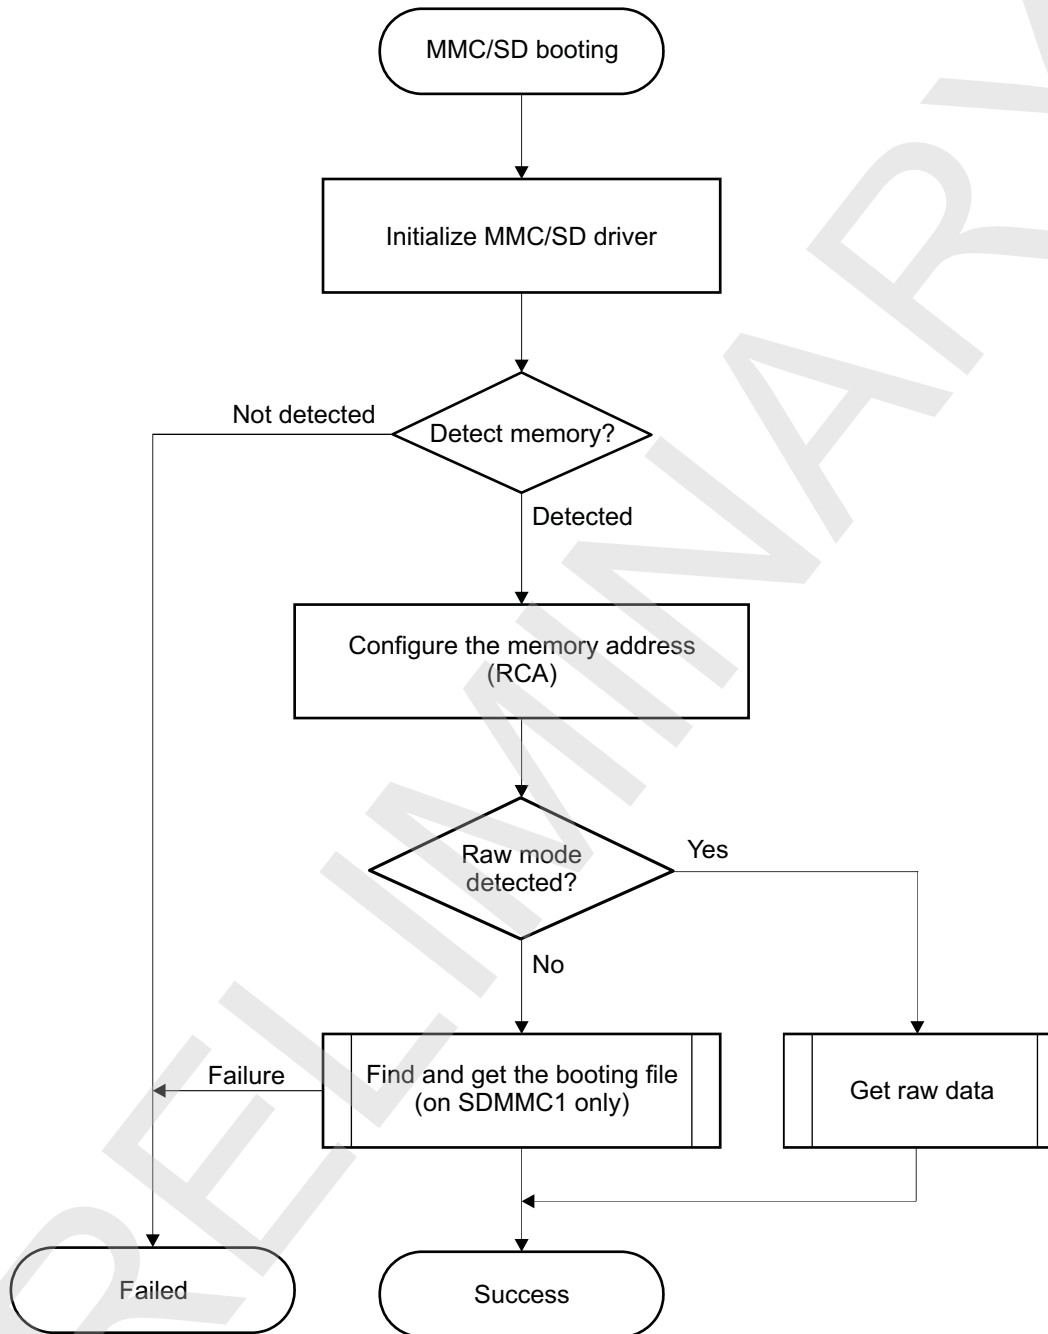 MMC/SD booting
Initialize MMC/SD driver
Not detected
Detect memory?
Detected
Configure the memory address
(RCA)
Raw mode
detected?
Yes
No
Failure
Find and get the booting file
(on SDMMC1 only)
Get raw data
Failed
Success
PRELIMINARY